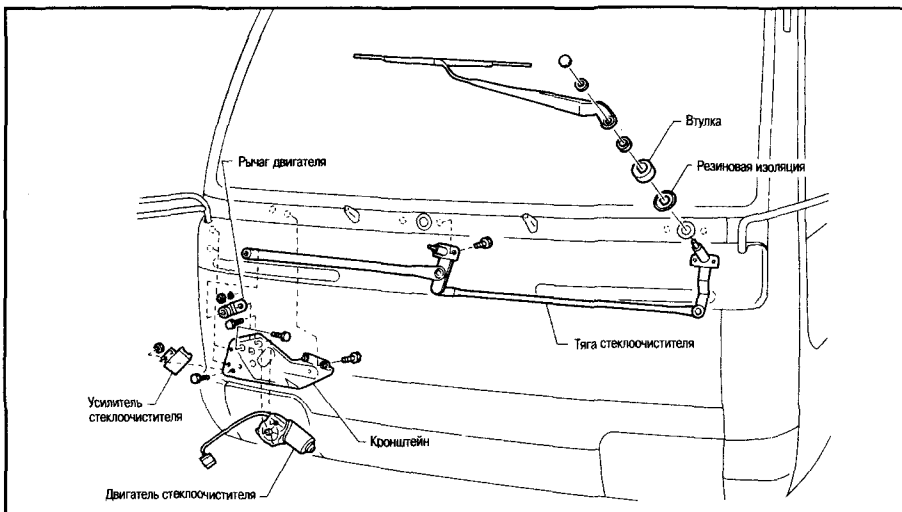 Втулка
Рычаг двигателя
Резиновая изоляция
Тяга стеклоочистителя
Усилитель
стеклоочистителя
Кронштейн
Двигатель стеклоочистителя